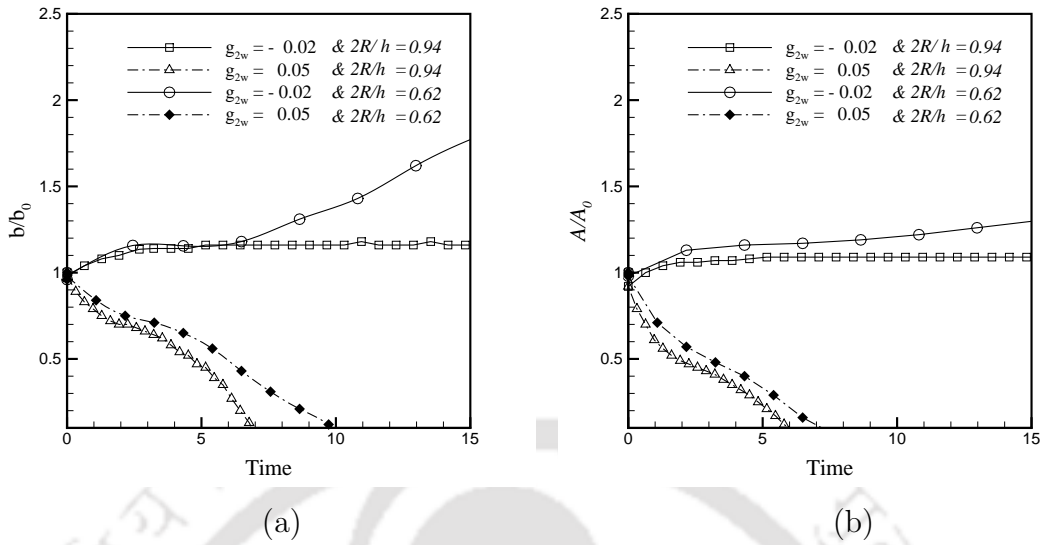 a)
2.5
g2w = - 0.02 & 2R/ h =0.94
g2w = 0.05 & 2R/h =0.94
g2w = - 0.02 & 2R/h =0.62
g2w = 0.05 & 2R/h =0.62
2
b/b0
1.5
1
0.5
0 5 10 15
Time
(a)
b)
2.5
g2w = - 0.02 & 2R/ h =0.94
g2w = 0.05 & 2R/h =0.94
g2w = - 0.02 & 2R/h =0.62
g2w = 0.05 & 2R/h =0.62
2
A/A0
1.5
1
0.5
0 5 10 15
Time
(b)